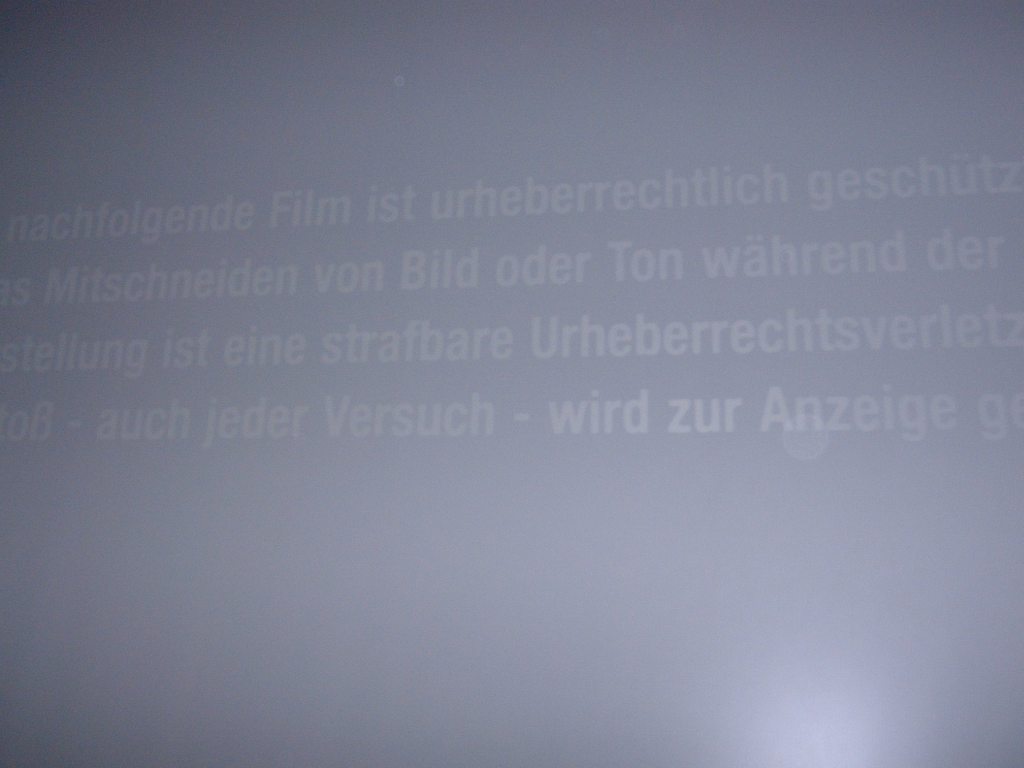 nachfolgende Film ist urheberrechtlich geschütz
as Mitschneiden von Bild oder Ton während der
stellung ist eine strafbare Urheberrechtsverletz
toß - auch jeder Versuch - wird zur Anzeige ge